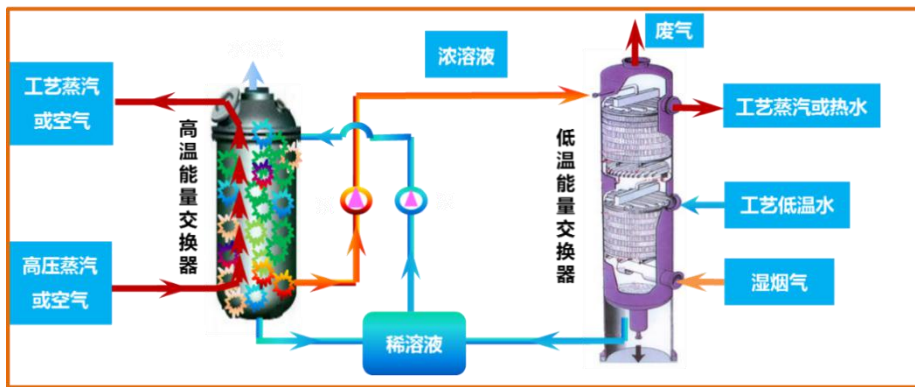 废气
浓溶液
工艺蒸汽
或空气
工艺蒸汽或热水
高温能量交换器
低温能量交换器
工艺低温水
高压蒸汽
或空气
湿烟气
稀溶液